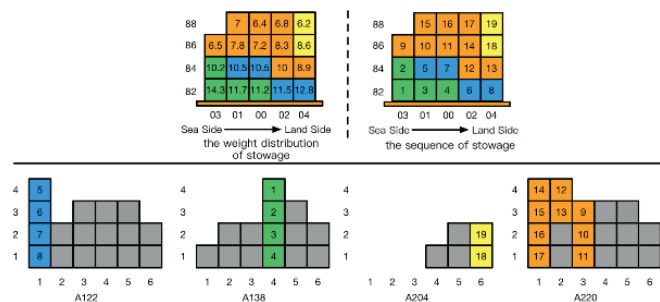 88 7 6.4 6.8 6.2
86 6.5 7.8 7.2 8.3 8.6
84 10.2 10.5 10.5 10 8.9
82 14.3 11.7 11.2 11.5 12.8
03 01 00 02 04
Sea Side Land Side
the weight distribution
of stowage
88 15 16 17 19
86 9 10 11 14 18
84 2 5 7 12 13
82 1 3 4 6 8
03 01 00 02 04
Sea Side Land Side
the sequence of stowage
4 5
3 6
2 7
1 8
1 2 3 4 5 6
A122
4 1
3 2
2 3
1 4
1 2 3 4 5 6
A138
4
3
2 19
1 18
1 2 3 4 5 6
A204
4 14 12
3 15 13 9
2 16 10
1 17 11
1 2 3 4 5 6
A220